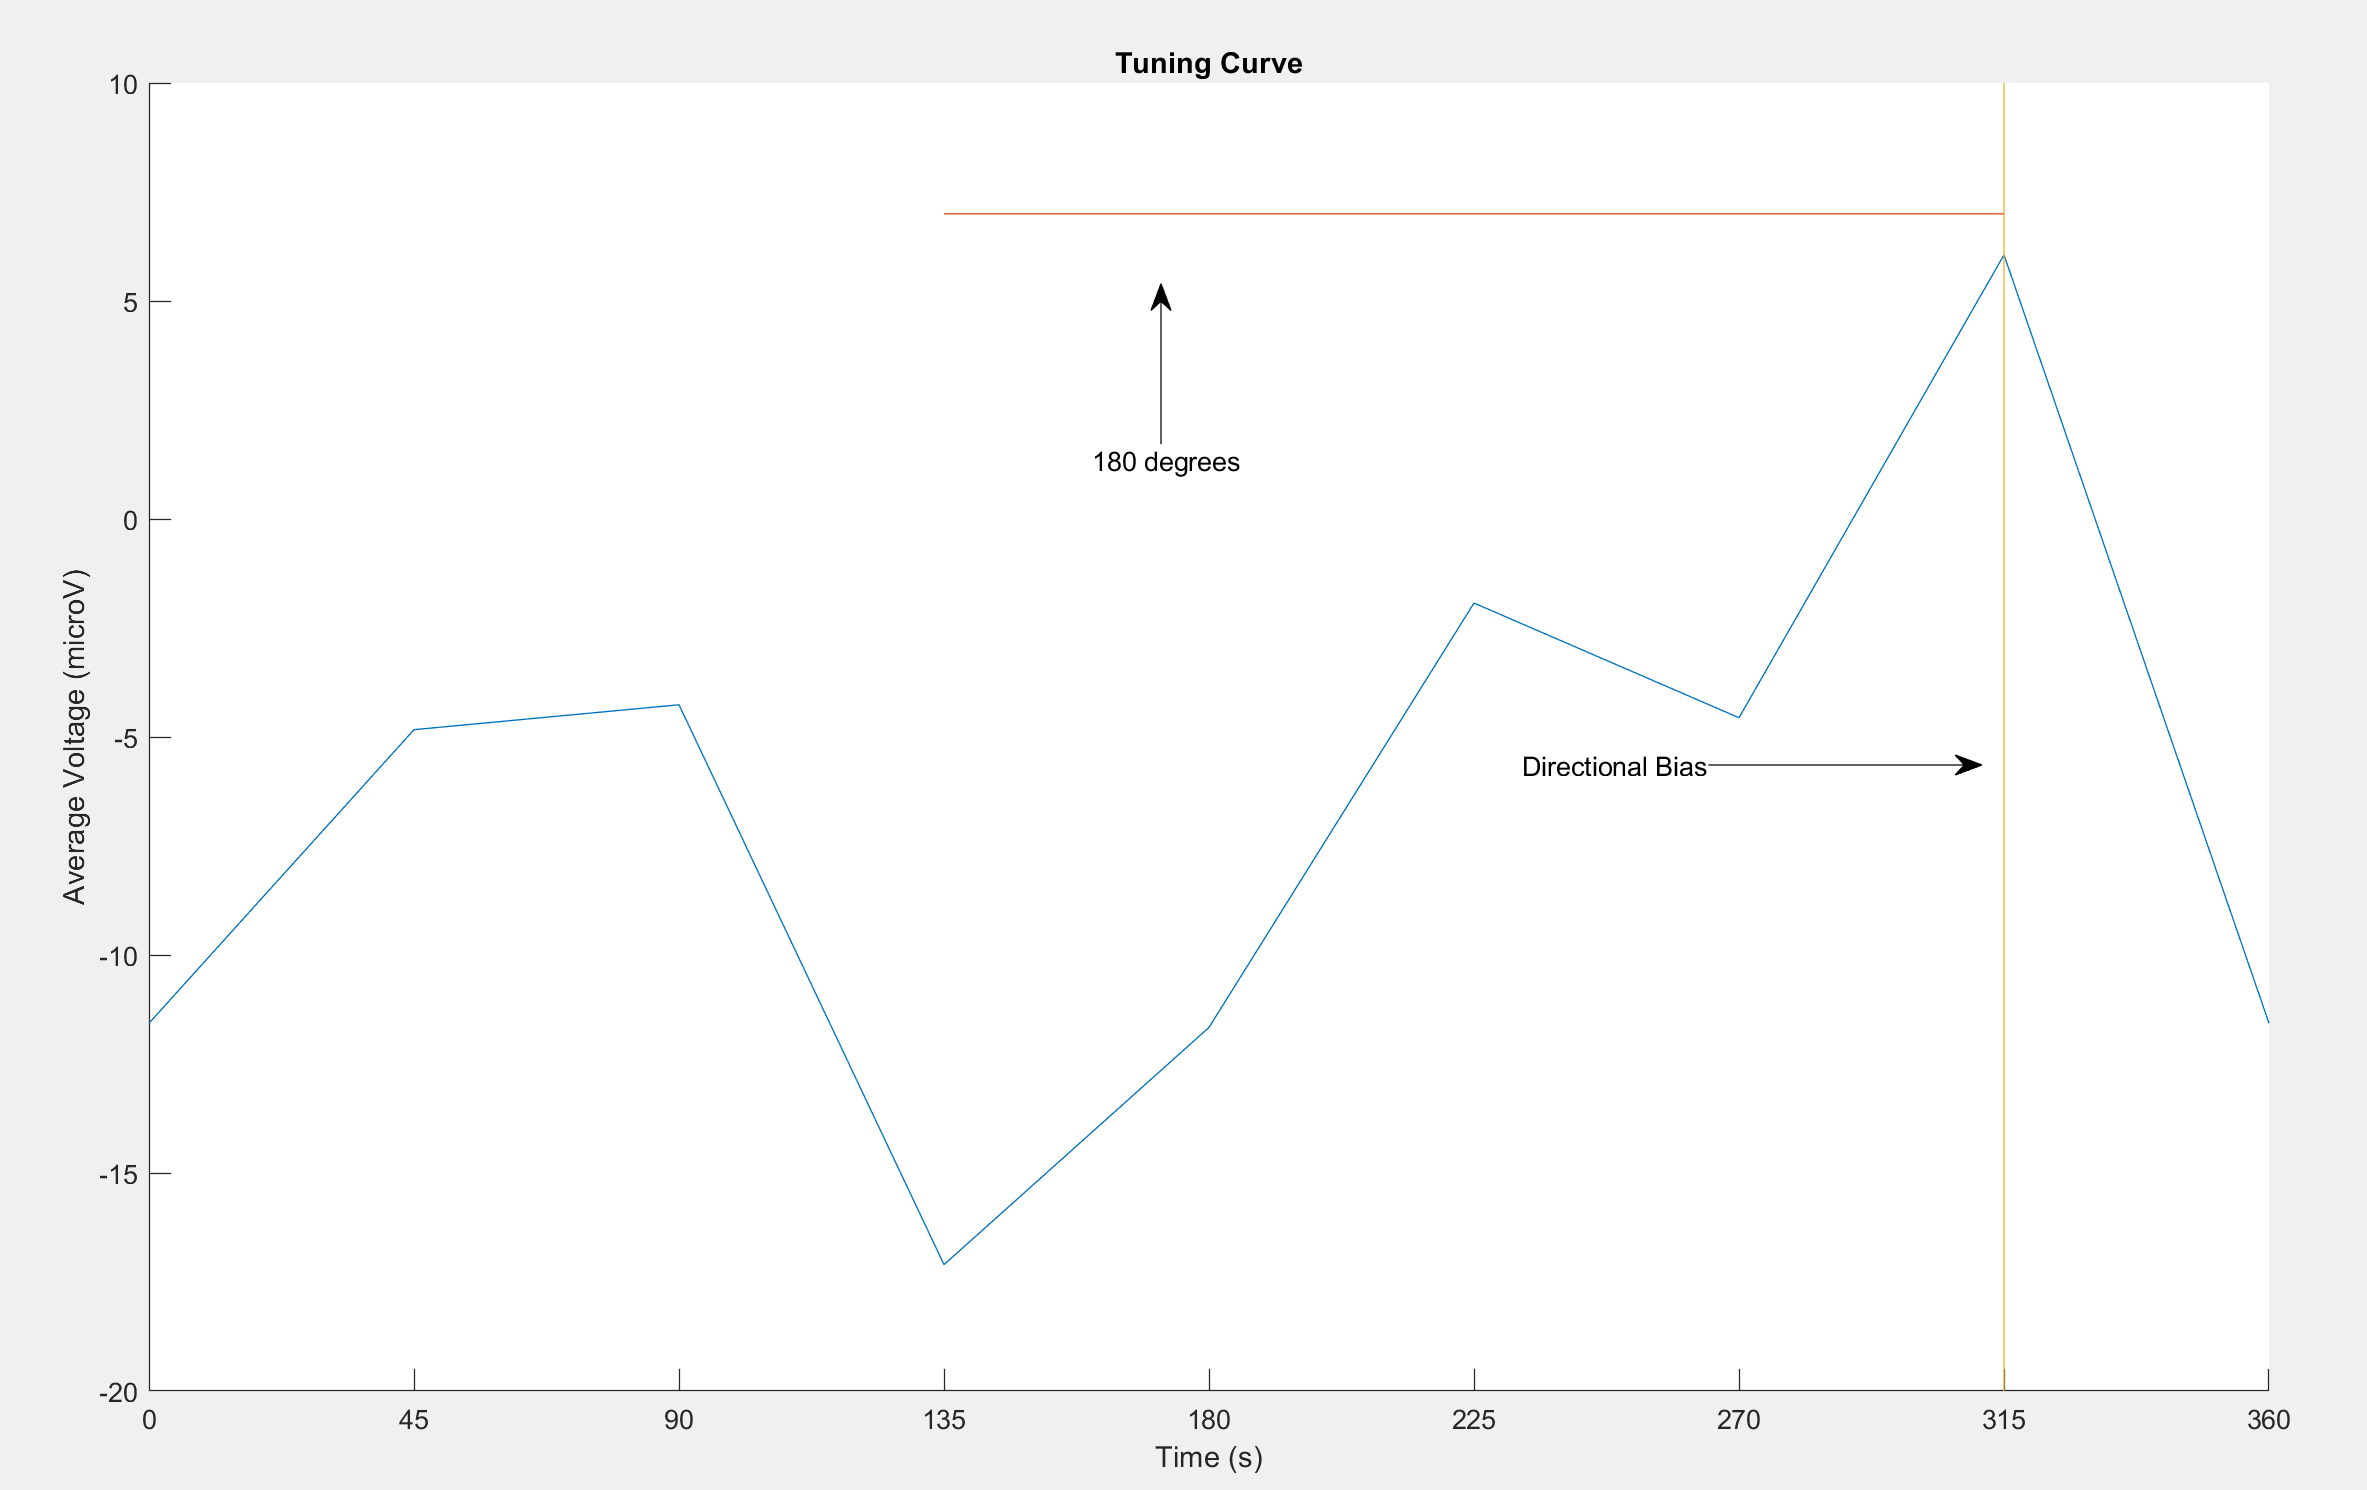 Tuning Curve
10
5
0
-5
-10
-15
-20
Average Voltage (microV)
180 degrees
Directional Bias
0 45 90 135 180 225 270 315 360
Time (s)